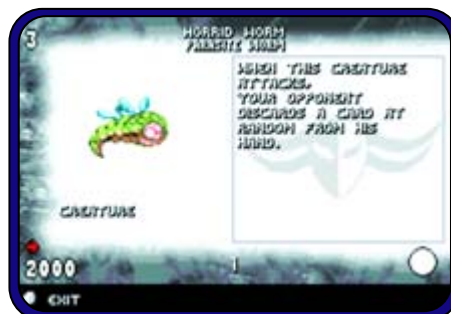 3
HORRID WORM
PARASITE WORM
WHEN THIS CREATURE
ATTACKS,
YOUR OPPONENT
DISCARDS A CARD AT
RANDOM FROM HIS
HAND.
CREATURE
2000
1
EXIT